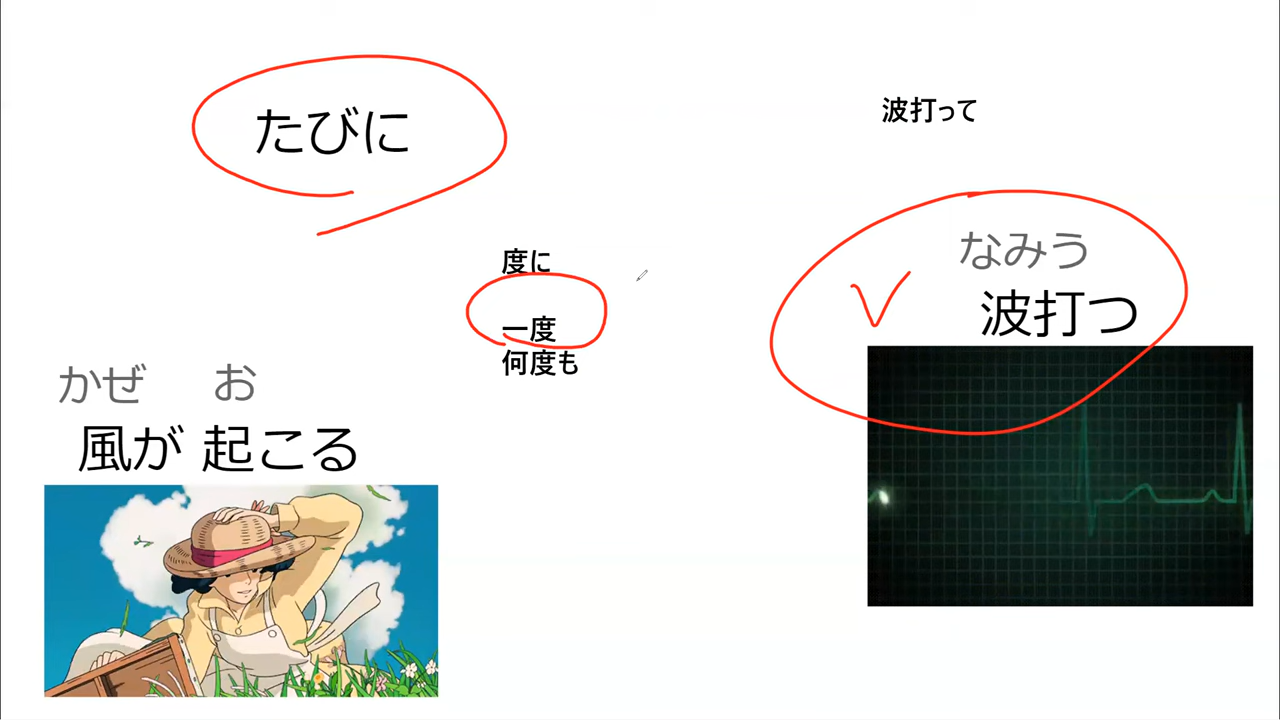 たびに
波打って
度に
一度
何度も
なみう
波打つ
かぜ お
風が 起こる